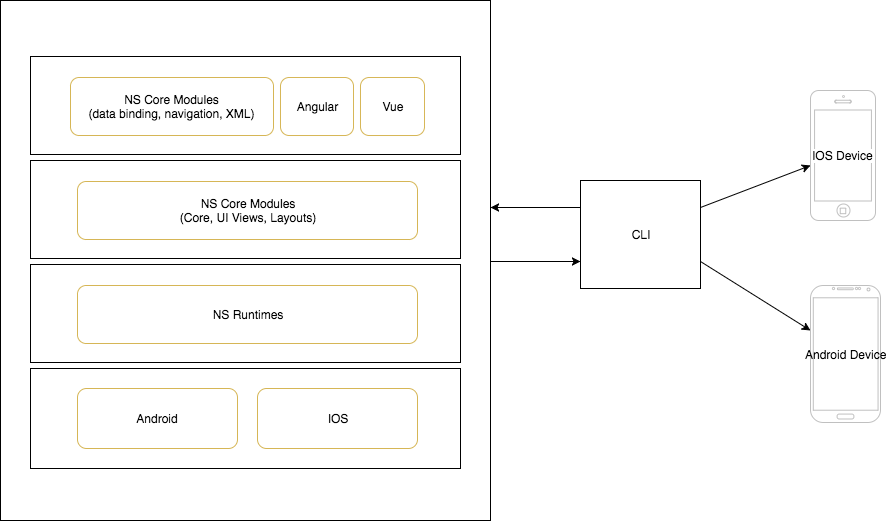 NS Core Modules
(data binding, navigation, XML)
Angular
Vue
NS Core Modules
(Core, UI Views, Layouts)
NS Runtimes
Android
IOS
CLI
IOS Device
Android Device